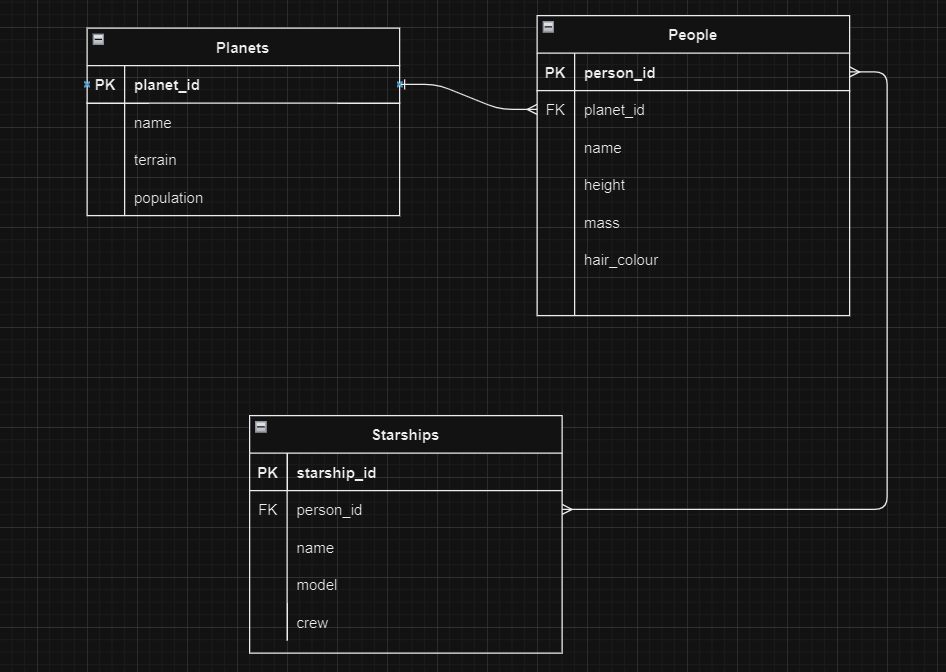 Planets
PK planet_id
name
terrain
population
People
PK person_id
FK planet_id
name
height
mass
hair_colour
Starships
PK starship_id
FK person_id
name
model
crew